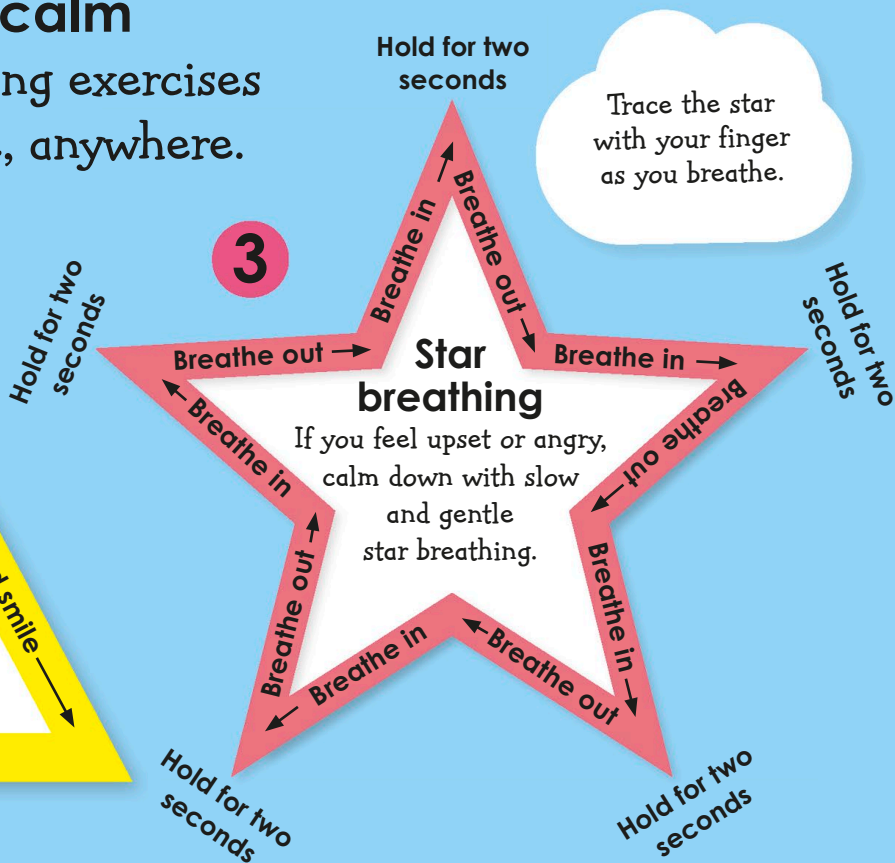 calm
exercises
anywhere.
3
Trace the star
with your finger
as you breathe.
Hold for two
seconds
Breathe in
Breathe out
Hold for two
seconds
Breathe in
Breathe out
Hold for two
seconds
Breathe in
Breathe out
Hold for two
seconds
Breathe in
Breathe out
Hold for two
seconds
Breathe in
Breathe out
Star
breathing
If you feel upset or angry,
calm down with slow
and gentle
star breathing.
smile